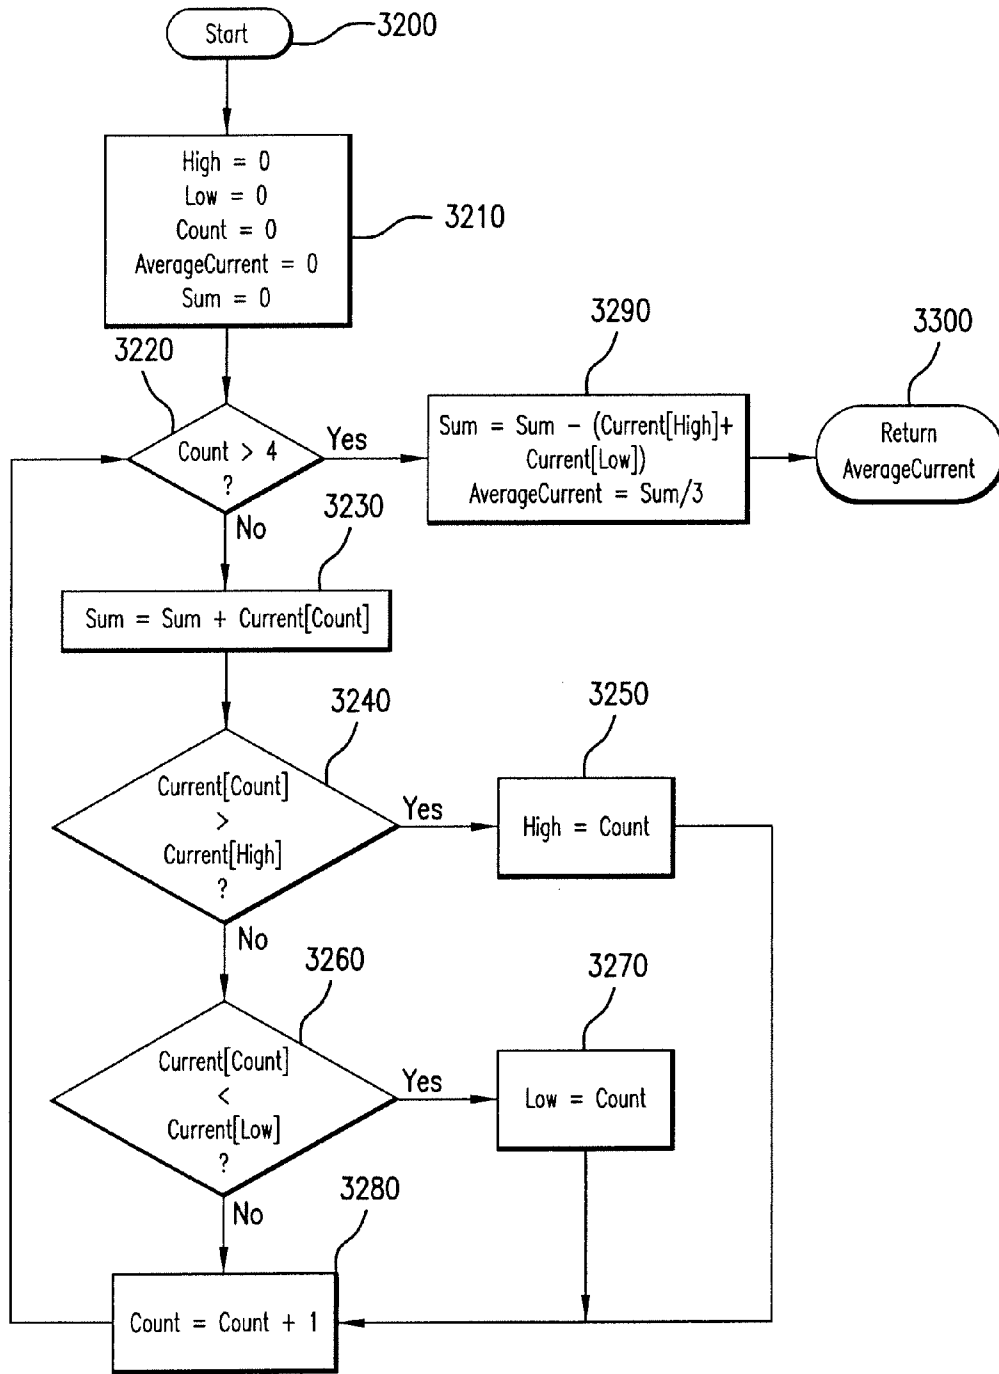 Start
3200
High = 0
Low = 0
Count = 0
AverageCurrent = 0
Sum = 0
3210
3220
Count > 4
?
Yes
No
3290
Sum = Sum - (Current[High]+
Current[Low])
AverageCurrent = Sum/3
3300
Return
AverageCurrent
3230
Sum = Sum + Current[Count]
3240
Current[Count]
>
Current[High]
?
Yes
No
3250
High = Count
3260
Current[Count]
<
Current[Low]
?
Yes
No
3270
Low = Count
3280
Count = Count + 1